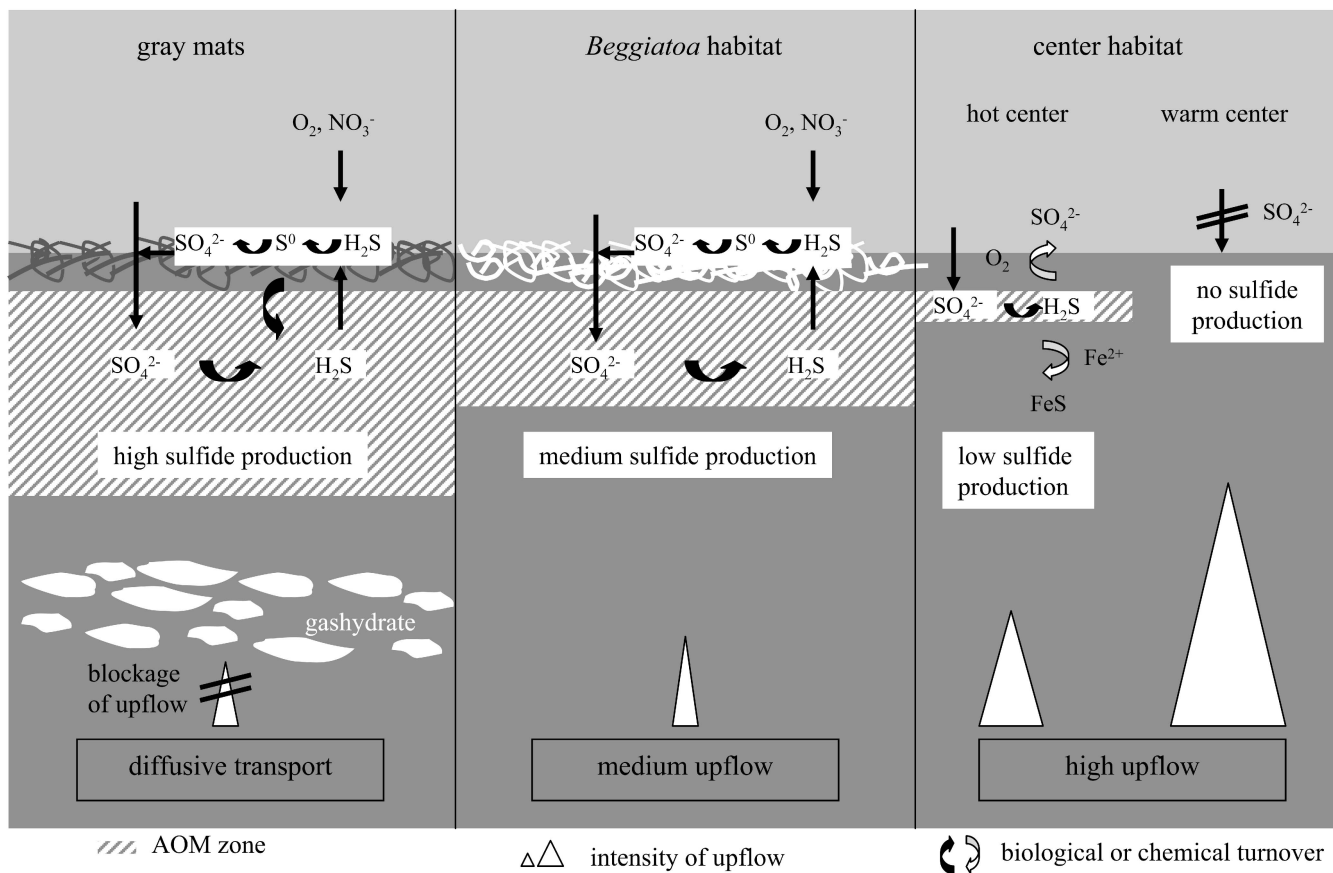 gray mats
O₂, NO₃⁻
SO₄²⁻ S⁰ H₂S
SO₄²⁻ H₂S
high sulfide production
gashydrate
blockage
of upflow
diffusive transport
Beggiatoa habitat
O₂, NO₃⁻
SO₄²⁻ S⁰ H₂S
SO₄²⁻ H₂S
medium sulfide production
medium upflow
center habitat
hot center
warm center
SO₄²⁻
O₂
SO₄²⁻ H₂S
Fe²⁺
FeS
low sulfide
production
SO₄²⁻
no sulfide
production
high upflow
AOM zone
intensity of upflow
biological or chemical turnover